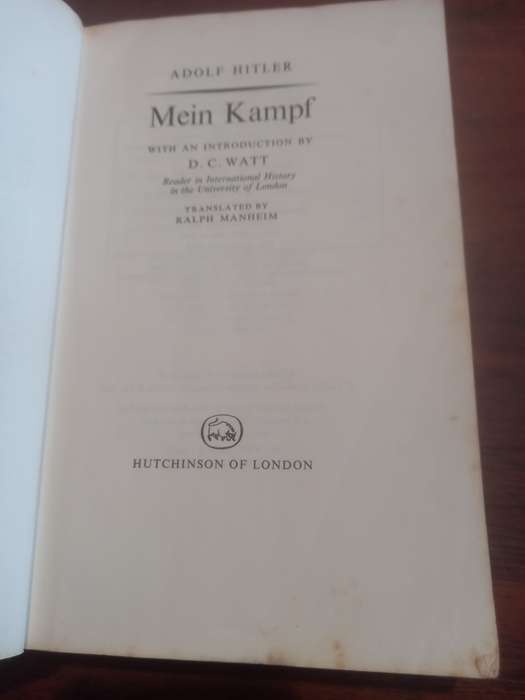 ADOLF HITLER
Mein Kampf
WITH AN INTRODUCTION BY
D. C. WATT
Reader in International History
in the University of London
TRANSLATED BY
RALPH MANHEIM
HUTCHINSON OF LONDON